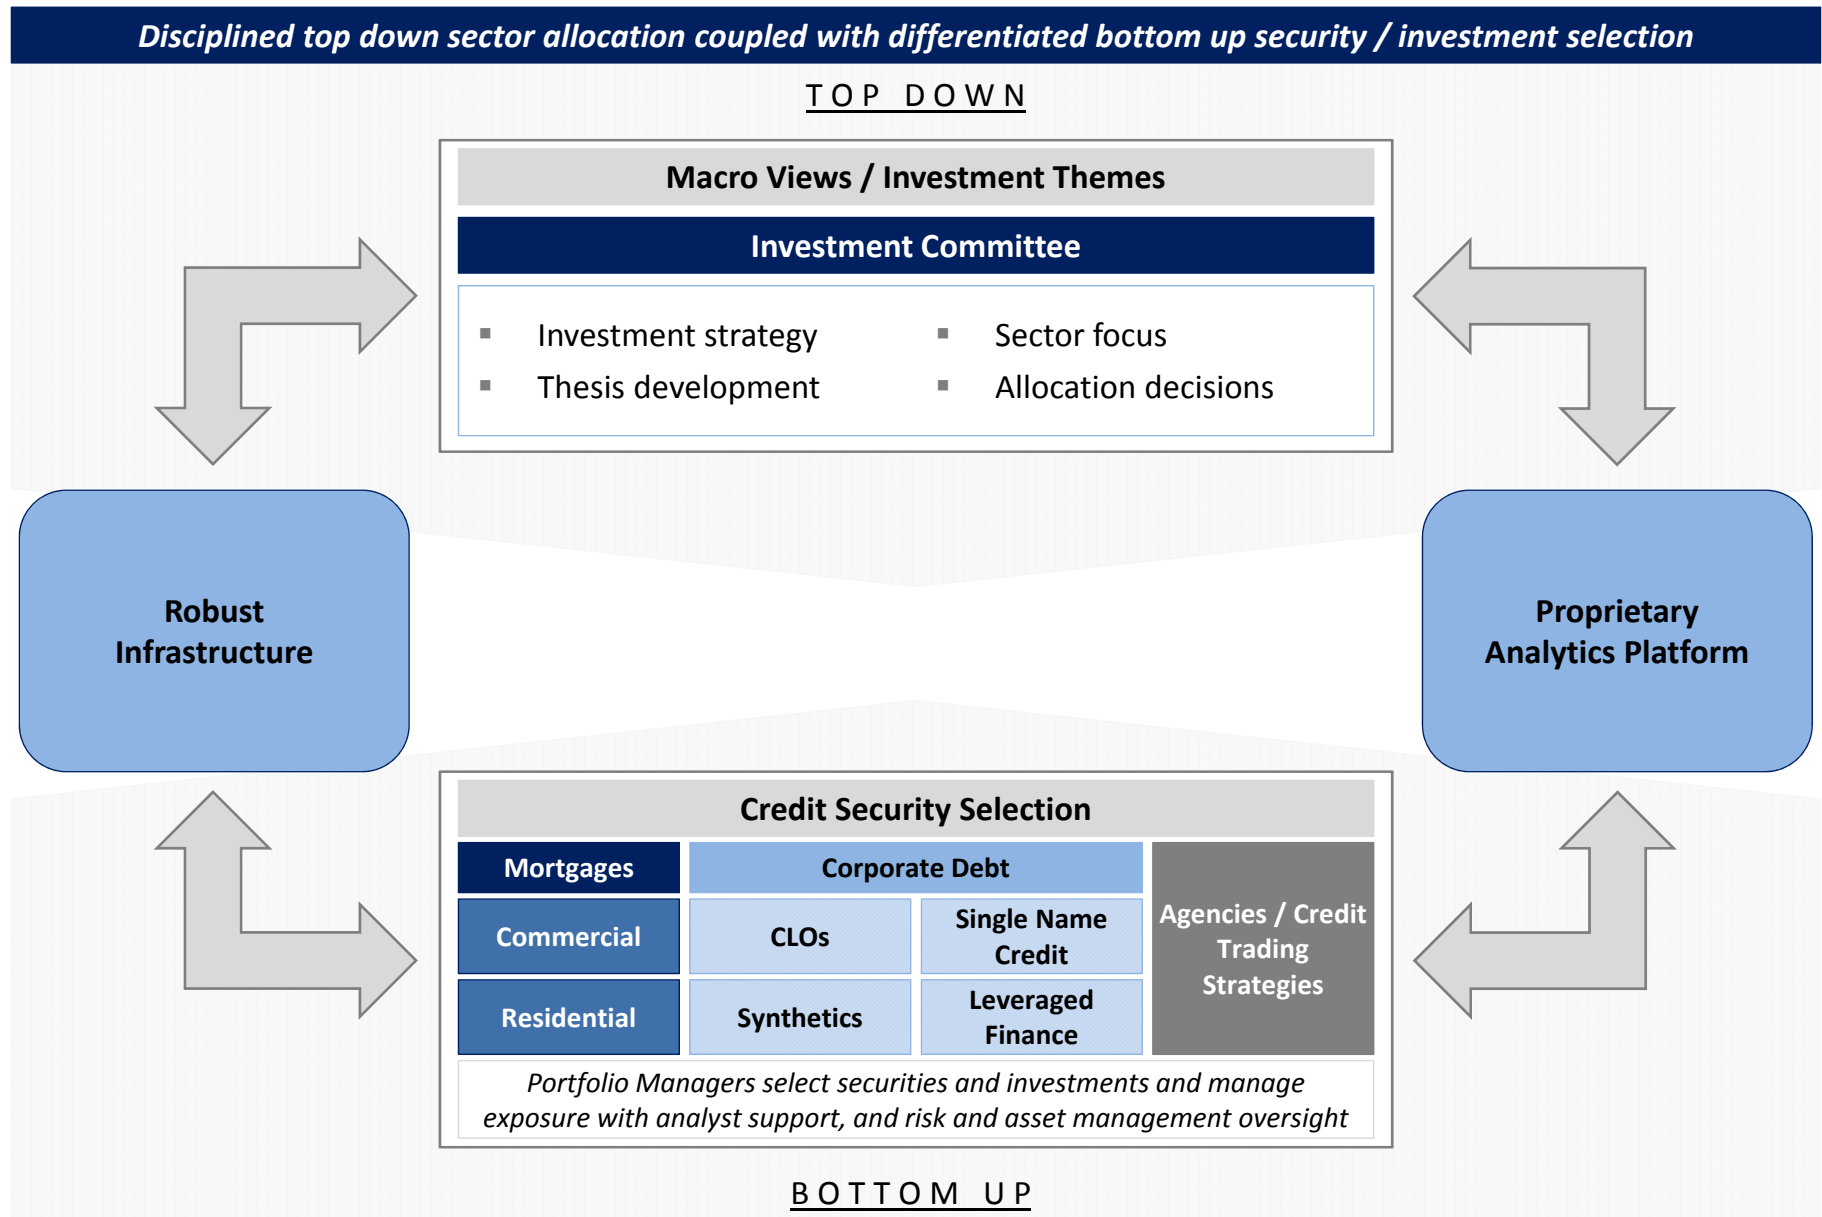 Disciplined top down sector allocation coupled with differentiated bottom up security / investment selection
TOP DOWN
Macro Views / Investment Themes
Investment Committee
▪ Investment strategy
▪ Thesis development
▪ Sector focus
▪ Allocation decisions
Robust
Infrastructure
Proprietary
Analytics Platform
Credit Security Selection
Mortgages
Commercial
Residential
Corporate Debt
CLOs
Single Name
Credit
Synthetics
Leveraged
Finance
Agencies / Credit
Trading
Strategies
Portfolio Managers select securities and investments and manage
exposure with analyst support, and risk and asset management oversight
BOTTOM UP